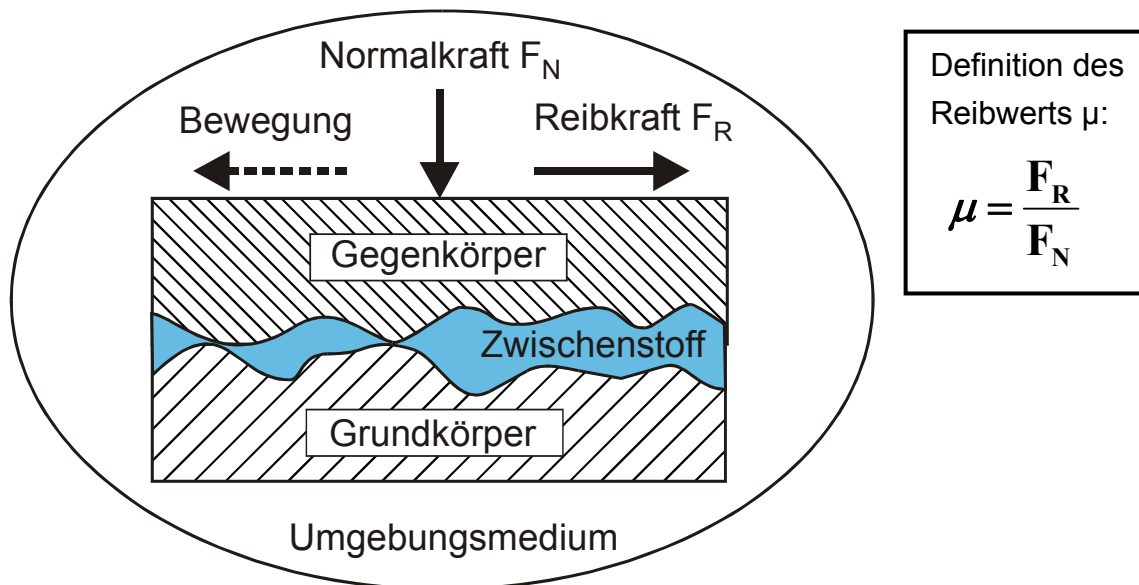 Normalkraft F_N
Bewegung
Reibkraft F_R
Gegenkörper
Zwischenstoff
Grundkörper
Umgebungsmedium
Definition des
Reibwerts µ:
μ = F_R / F_N